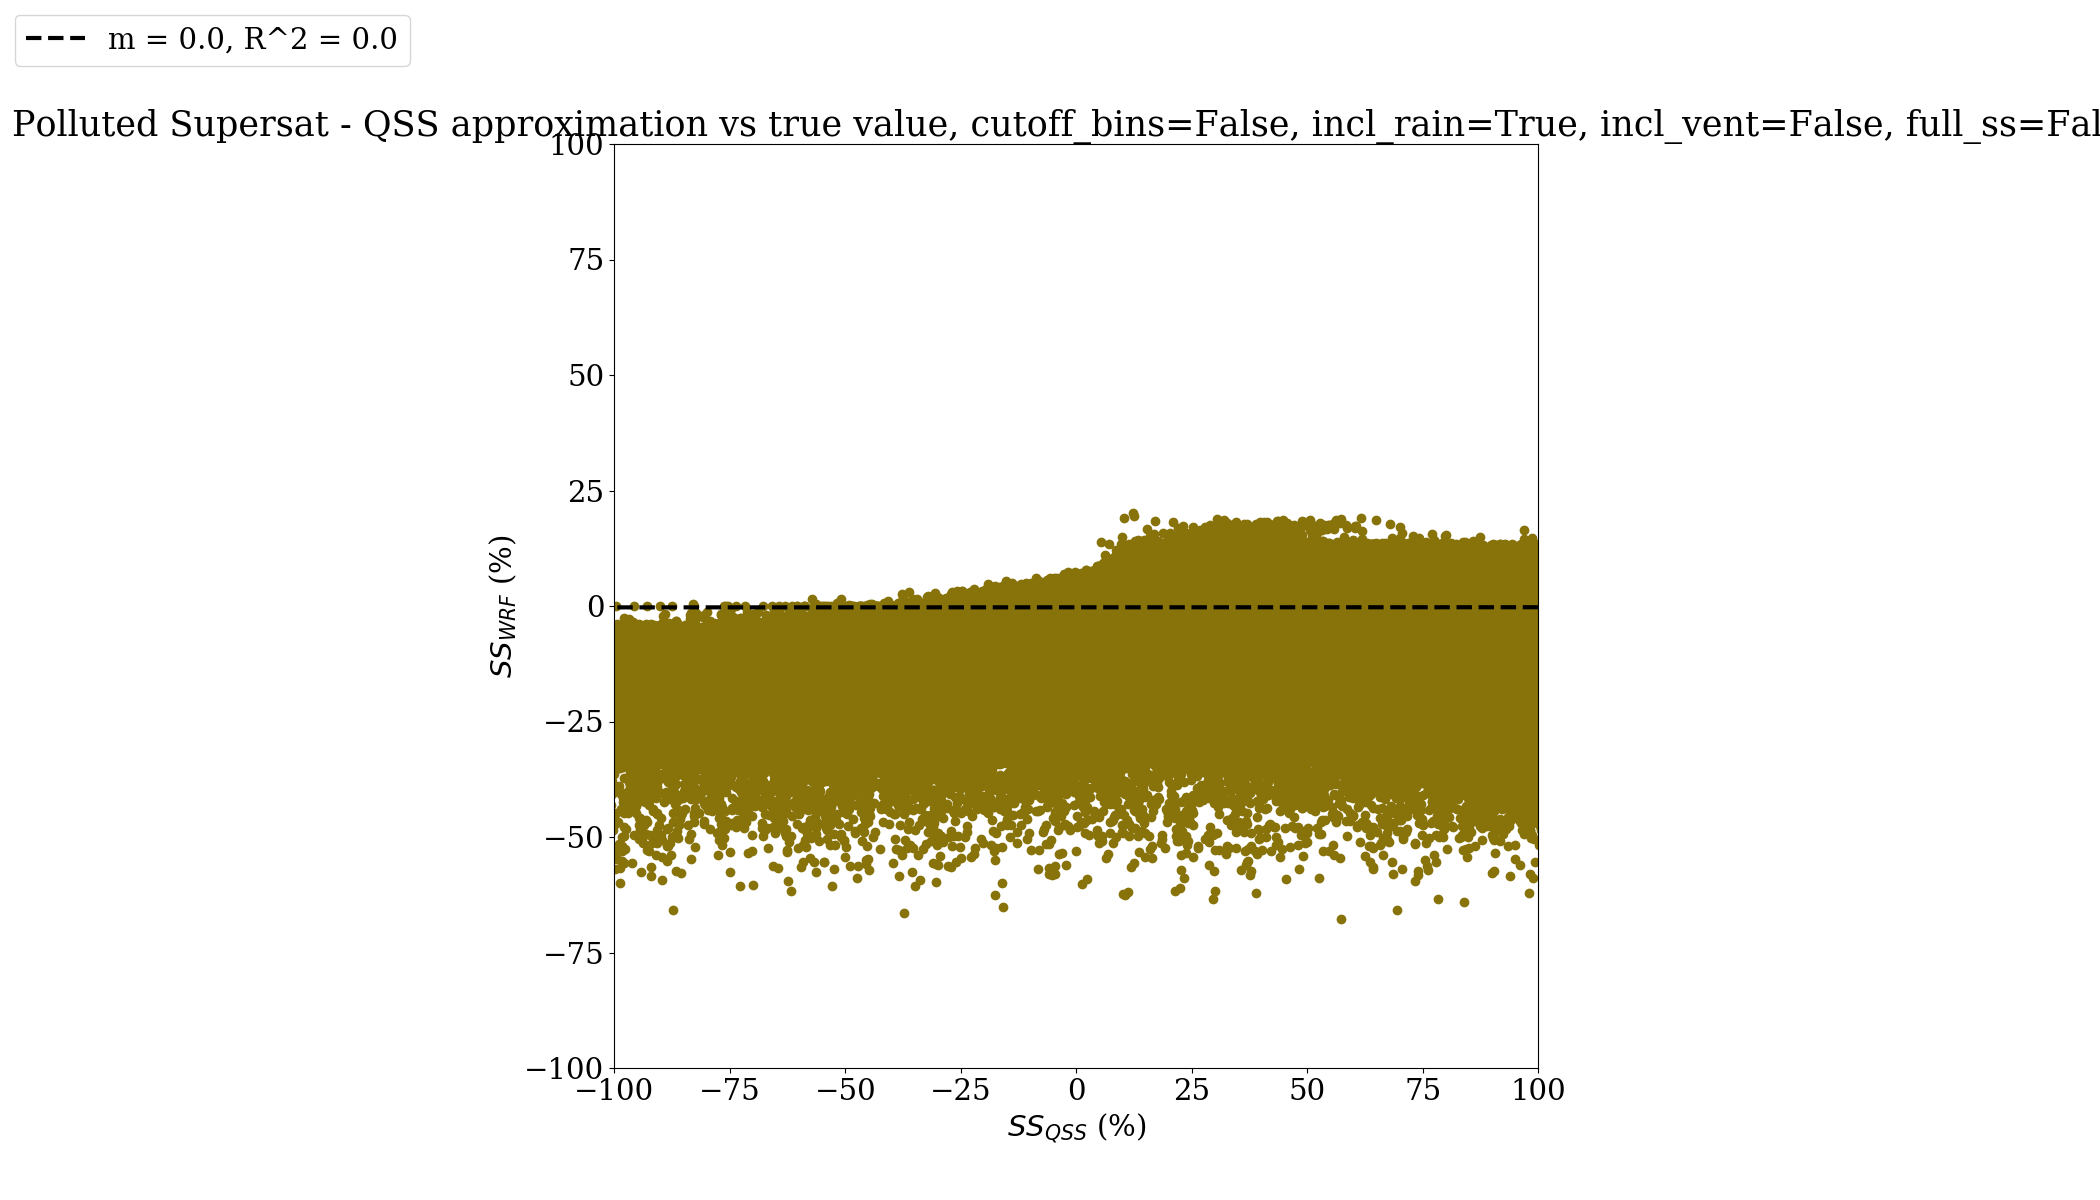 m = 0.0, R^2 = 0.0
Polluted Supersat - QSS approximation vs true value, cutoff_bins=False, incl_rain=True, incl_vent=False, full_ss=Fal
100
75
50
25
0
−25
−50
−75
−100
SS_WRF (%)
−100 −75 −50 −25 0 25 50 75 100
SS_QSS (%)